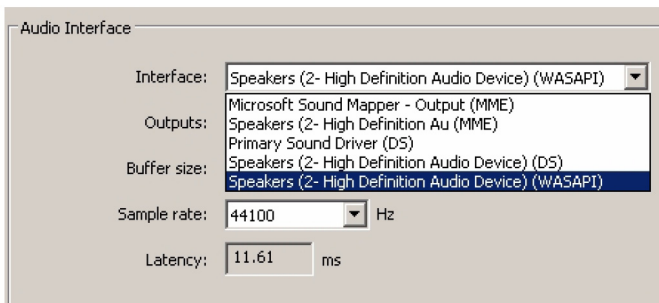 Audio Interface
Interface: Speakers (2- High Definition Audio Device) (WASAPI)
Microsoft Sound Mapper - Output (MME)
Outputs: Speakers (2- High Definition Au (MME)
Primary Sound Driver (DS)
Buffer size: Speakers (2- High Definition Audio Device) (DS)
Speakers (2- High Definition Audio Device) (WASAPI)
Sample rate: 44100 Hz
Latency: 11.61 ms